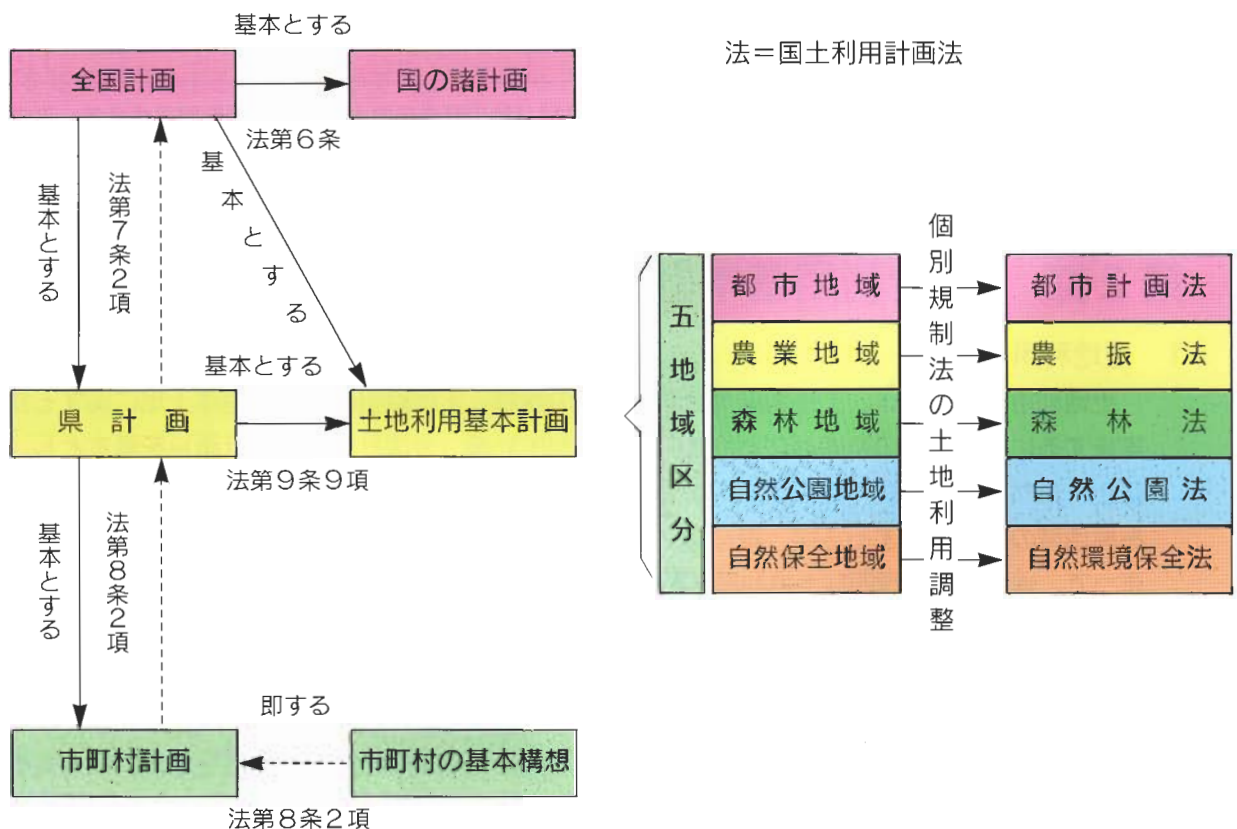 基本とする
法＝国土利用計画法
全国計画
国の諸計画
法第６条
基本とする
法第７条２項
基本とする
基本とする
県計画
土地利用基本計画
法第９条９項
基本とする
法第８条２項
即する
市町村計画
市町村の基本構想
法第８条２項
五地域区分
個別規制法の土地利用調整
都市地域
都市計画法
農業地域
農振法
森林地域
森林法
自然公園地域
自然公園法
自然保全地域
自然環境保全法